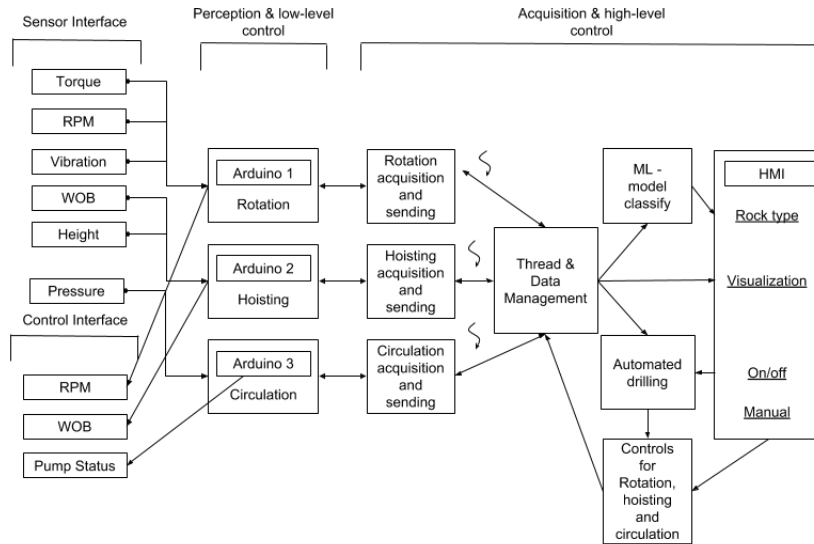 Sensor Interface
Perception & low-level
control
Acquisition & high-level
control
Torque
RPM
Vibration
WOB
Height
Pressure
Control Interface
RPM
WOB
Pump Status
Arduino 1
Rotation
Arduino 2
Hoisting
Arduino 3
Circulation
Rotation
acquisition
and
sending
Hoisting
acquisition
and
sending
Circulation
acquisition
and
sending
Thread &
Data
Management
ML -
model
classify
Automated
drilling
Controls
for
Rotation,
hoisting
and
circulation
HMI
Rock type
Visualization
On/off
Manual